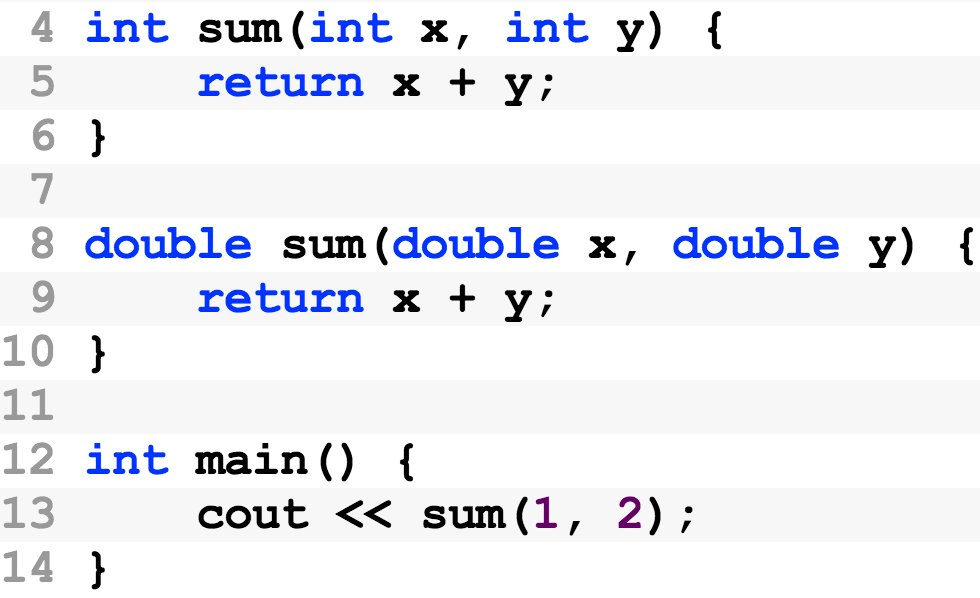 4 int sum(int x, int y) {
5     return x + y;
6 }
7
8 double sum(double x, double y) {
9     return x + y;
10 }
11
12 int main() {
13     cout << sum(1, 2);
14 }